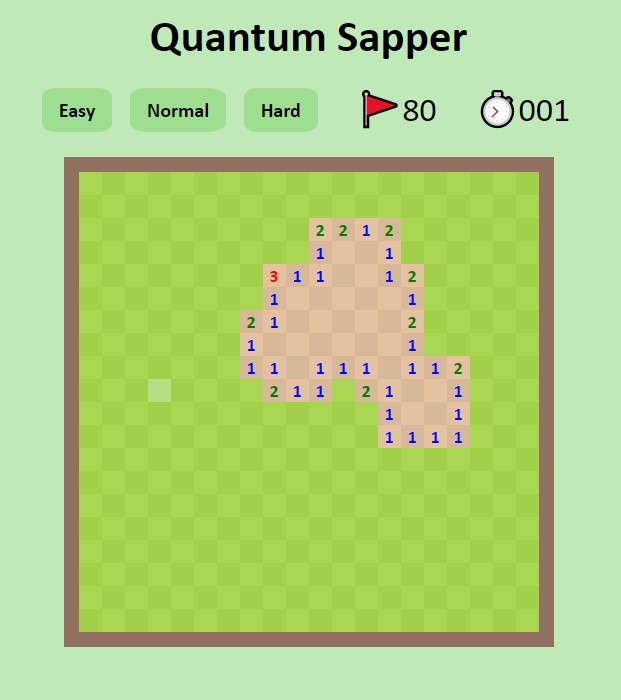 Quantum Sapper
Easy Normal Hard 80 001
2 2 1 2
1 1
3 1 1 1 2
1 1
2 1 2
1 1
1 1 1 1 1 1 1 2
2 1 1 2 1 1
1 1
1 1 1 1